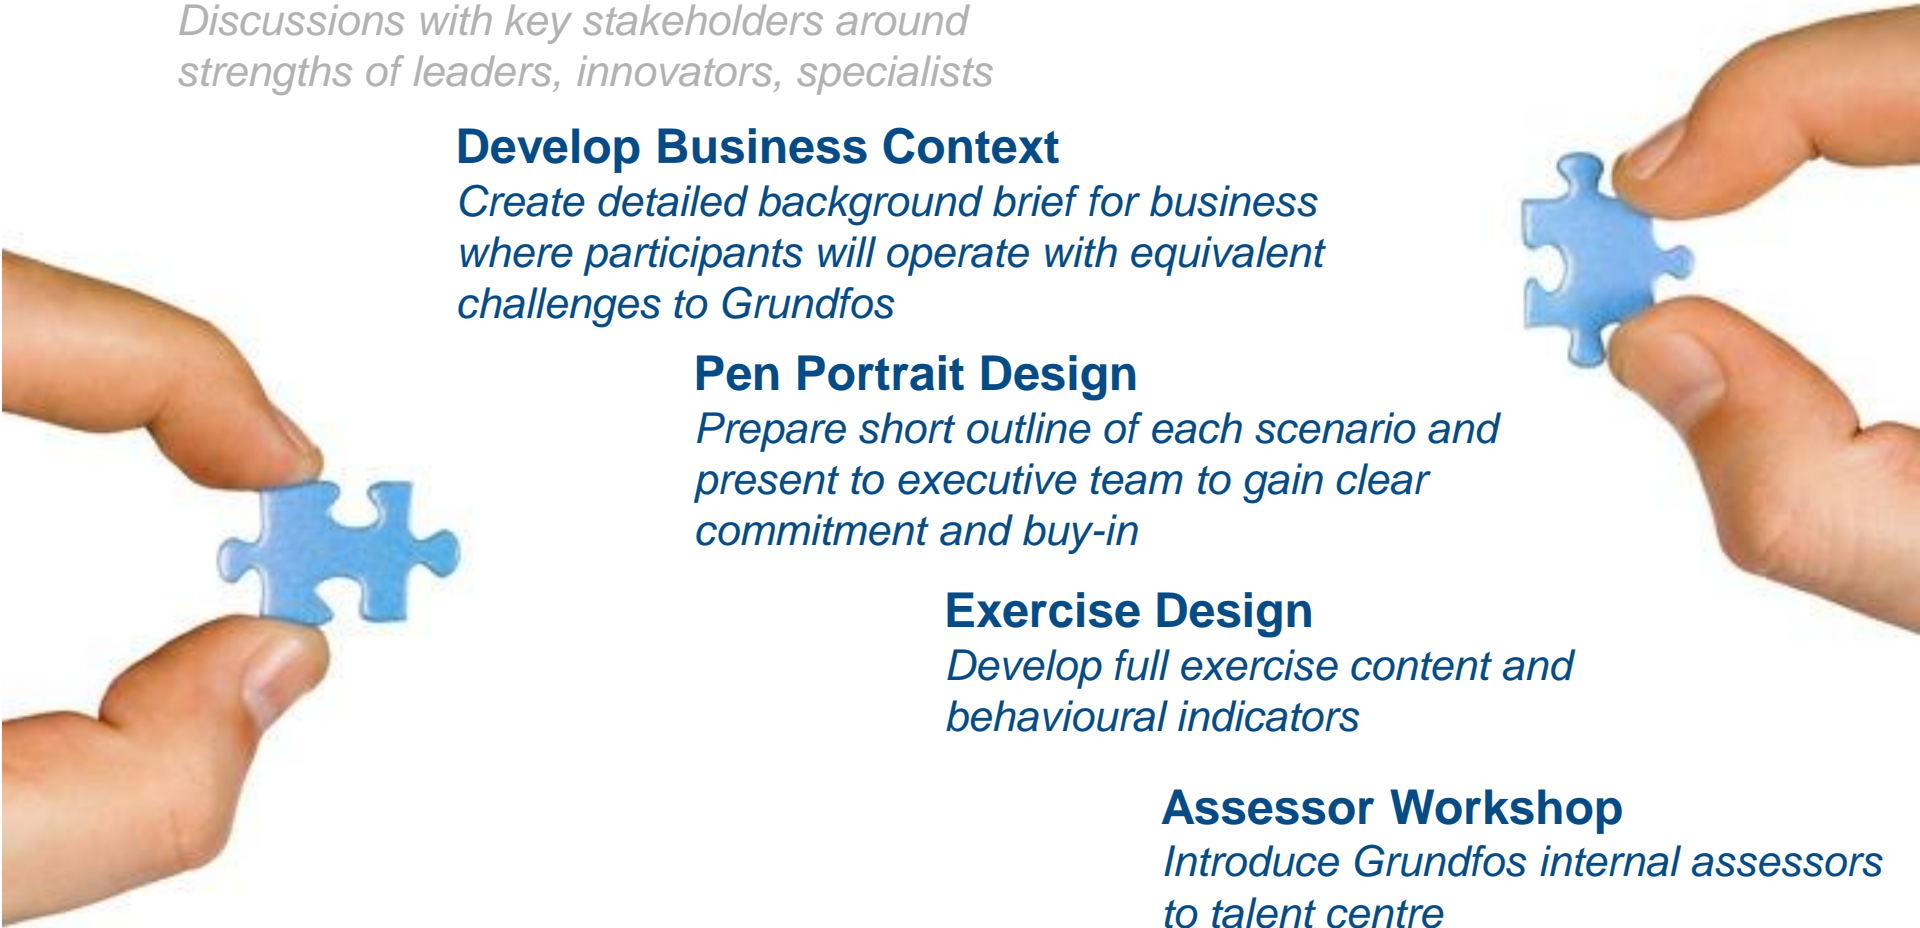 Discussions with key stakeholders around
strengths of leaders, innovators, specialists
Develop Business Context
Create detailed background brief for business
where participants will operate with equivalent
challenges to Grundfos
Pen Portrait Design
Prepare short outline of each scenario and
present to executive team to gain clear
commitment and buy-in
Exercise Design
Develop full exercise content and
behavioural indicators
Assessor Workshop
Introduce Grundfos internal assessors
to talent centre